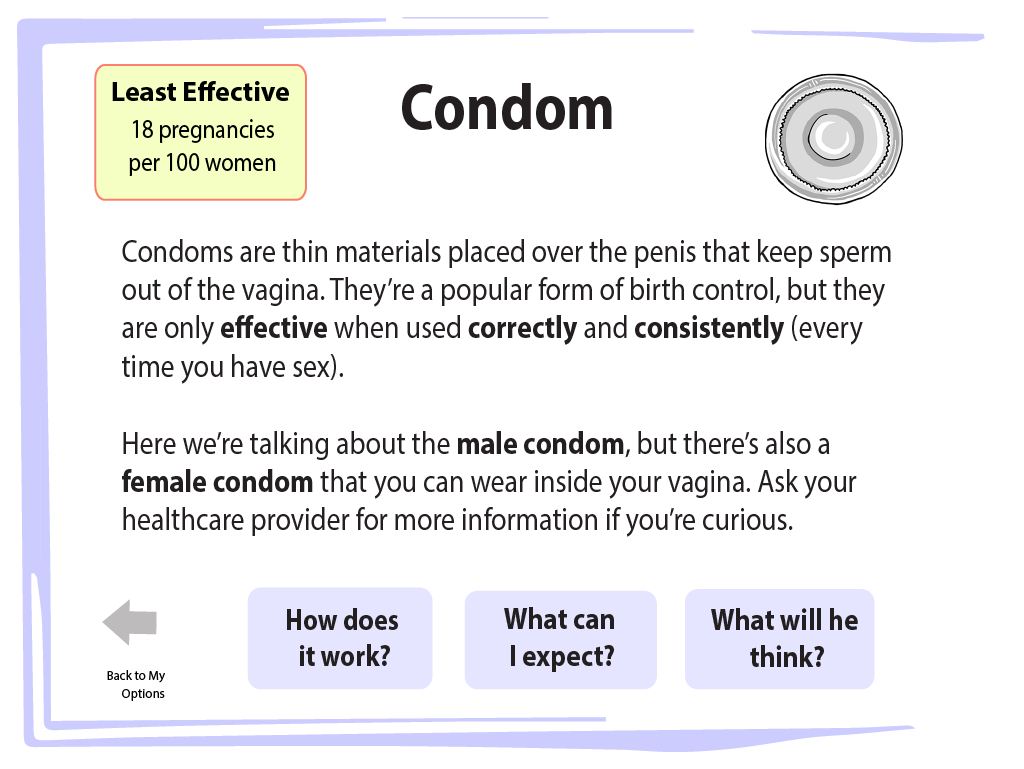 Least Effective
18 pregnancies
per 100 women
Condom
Condoms are thin materials placed over the penis that keep sperm
out of the vagina. They’re a popular form of birth control, but they
are only effective when used correctly and consistently (every
time you have sex).
Here we’re talking about the male condom, but there’s also a
female condom that you can wear inside your vagina. Ask your
healthcare provider for more information if you’re curious.
Back to My
Options
How does
it work?
What can
I expect?
What will he
think?